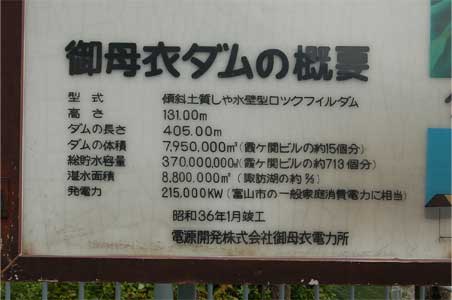 御母衣ダムの概要
型式 傾斜土質しゃ水壁型ロックフイルダム
高さ 131.00m
ダムの長さ 405.00m
ダムの体積 7.950,000㎥(霞ヶ関ビルの約15個分)
総貯水容量 370,000,000㎥(霞ヶ関ビルの約713個分)
湛水面積 8.800,000㎡(諏訪湖の約
発電力 215,000KW(富山市の一般家庭消費電力に相当)
昭和36年1月竣工
電源開発株式会社御母衣電力所